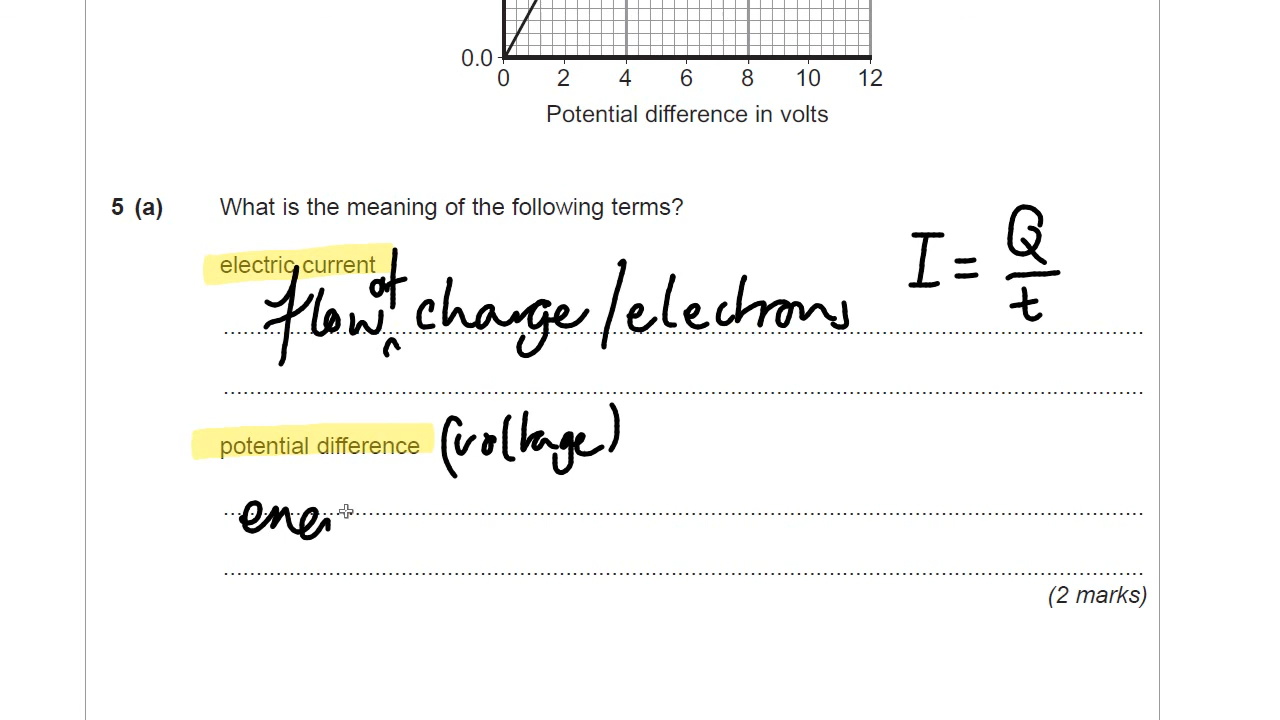 0.0
0 2 4 6 8 10 12
Potential difference in volts
5 (a) What is the meaning of the following terms?
electric current
flow of charge/electrons
I = Q/t
potential difference (voltage)
ener
(2 marks)